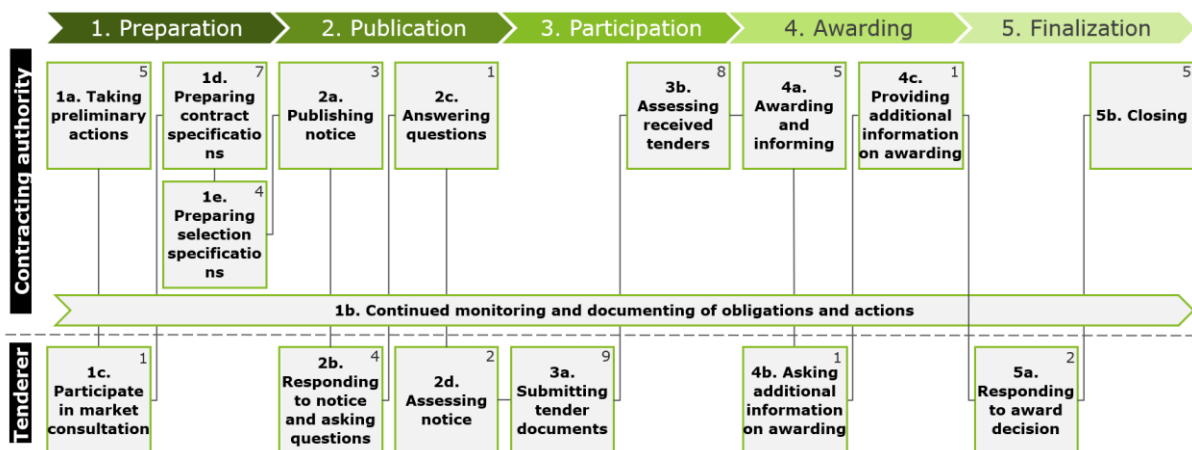 1. Preparation
2. Publication
3. Participation
4. Awarding
5. Finalization
Contracting authority
5
1a. Taking
preliminary
actions
7
1d.
Preparing
contract
specificatio
ns
4
1e.
Preparing
selection
specificatio
ns
3
2a.
Publishing
notice
1
2c.
Answering
questions
8
3b.
Assessing
received
tenders
5
4a.
Awarding
and
informing
1
4c.
Providing
additional
information
on awarding
5
5b. Closing
1b. Continued monitoring and documenting of obligations and actions
Tenderer
1
1c.
Participate
in market
consultation
4
2b.
Responding
to notice
and asking
questions
2
2d.
Assessing
notice
9
3a.
Submitting
tender
documents
1
4b. Asking
additional
information
on awarding
2
5a.
Responding
to award
decision